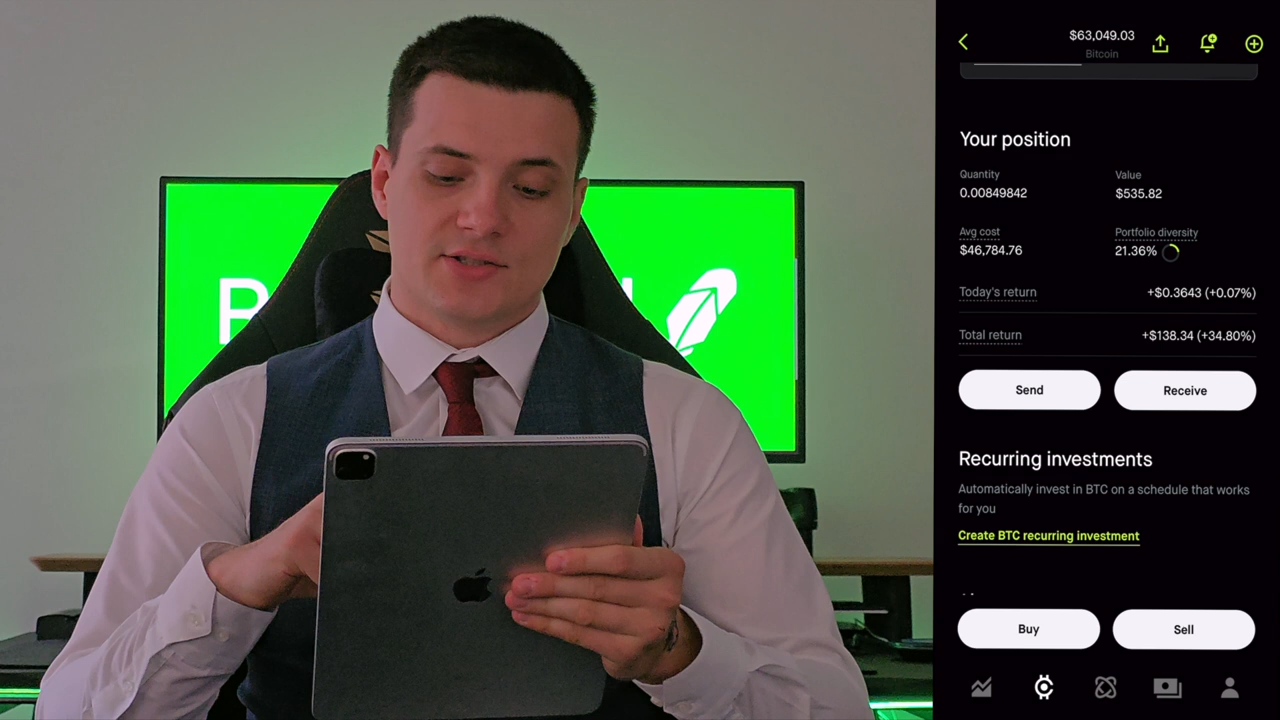 $63,049.03
Bitcoin
Your position
Quantity
Value
0.00849842
$535.82
Avg cost
Portfolio diversity
$46,784.76
21.36%
Today's return
+$0.3643 (+0.07%)
Total return
+$138.34 (+34.80%)
Send
Receive
Recurring investments
Automatically invest in BTC on a schedule that works
for you
Create BTC recurring investment
Buy
Sell